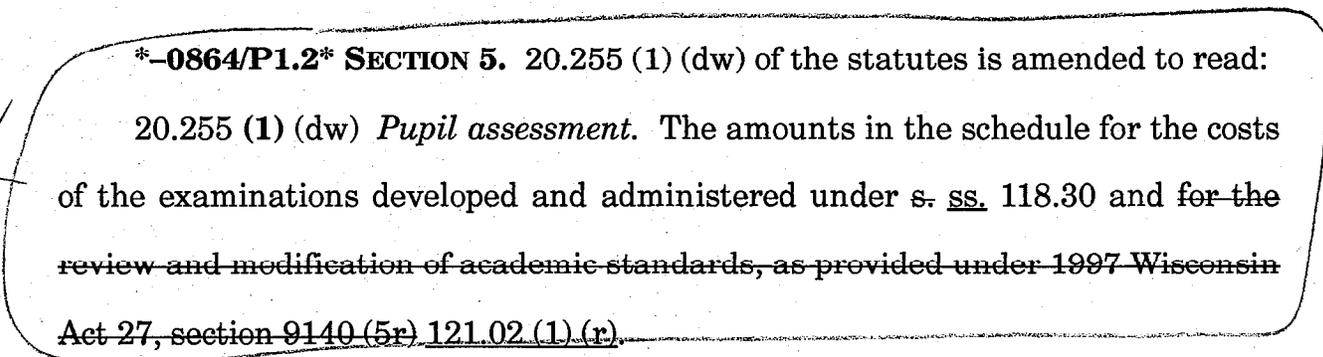 *–0864/P1.2* SECTION 5. 20.255 (1) (dw) of the statutes is amended to read:
20.255 (1) (dw) Pupil assessment. The amounts in the schedule for the costs
of the examinations developed and administered under s. ss. 118.30 and for the
review and modification of academic standards, as provided under 1997 Wisconsin
Act 27, section 9140 (5r) 121.02 (1) (r).